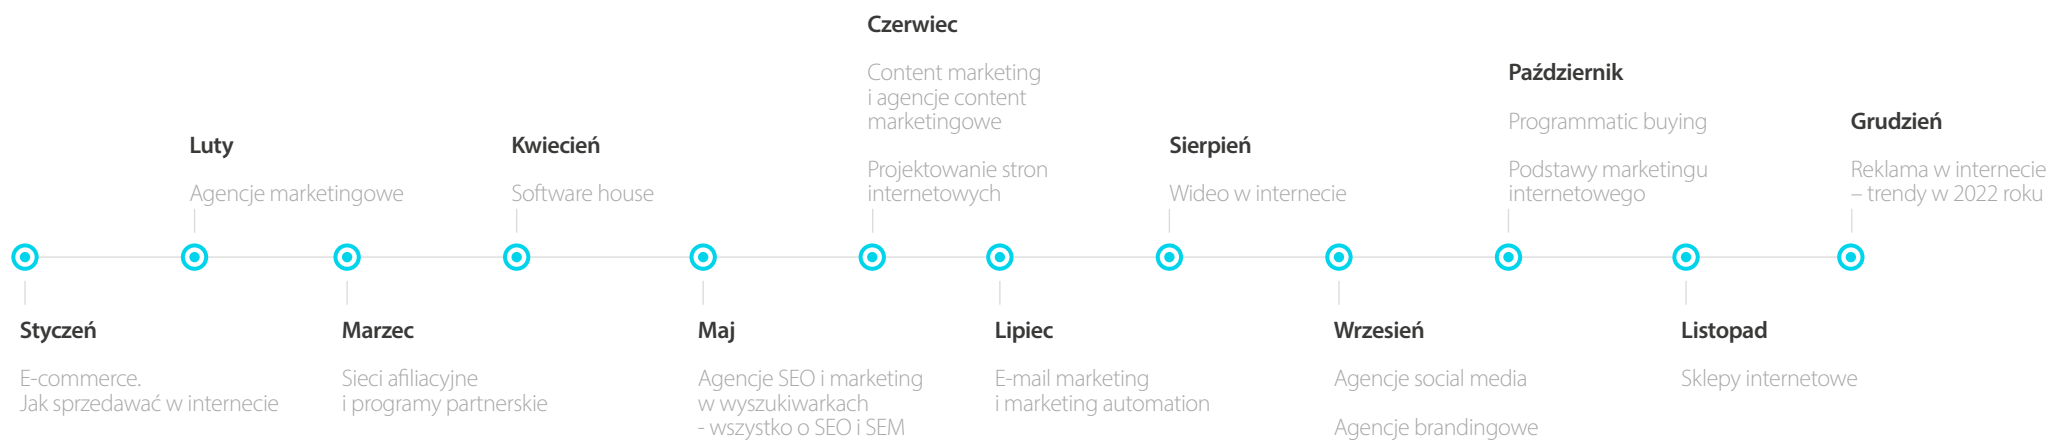 Styczeń
E-commerce.
Jak sprzedawać w internecie
Luty
Agencje marketingowe
Marzec
Sieci afiliacyjne
i programy partnerskie
Kwiecień
Software house
Maj
Agencje SEO i marketing
w wyszukiwarkach
- wszystko o SEO i SEM
Czerwiec
Content marketing
i agencje content
marketingowe
Projektowanie stron
internetowych
Lipiec
E-mail marketing
i marketing automation
Sierpień
Wideo w internecie
Wrzesień
Agencje social media
Agencje brandingowe
Październik
Programmatic buying
Podstawy marketingu
internetowego
Listopad
Sklepy internetowe
Grudzień
Reklama w internecie
– trendy w 2022 roku